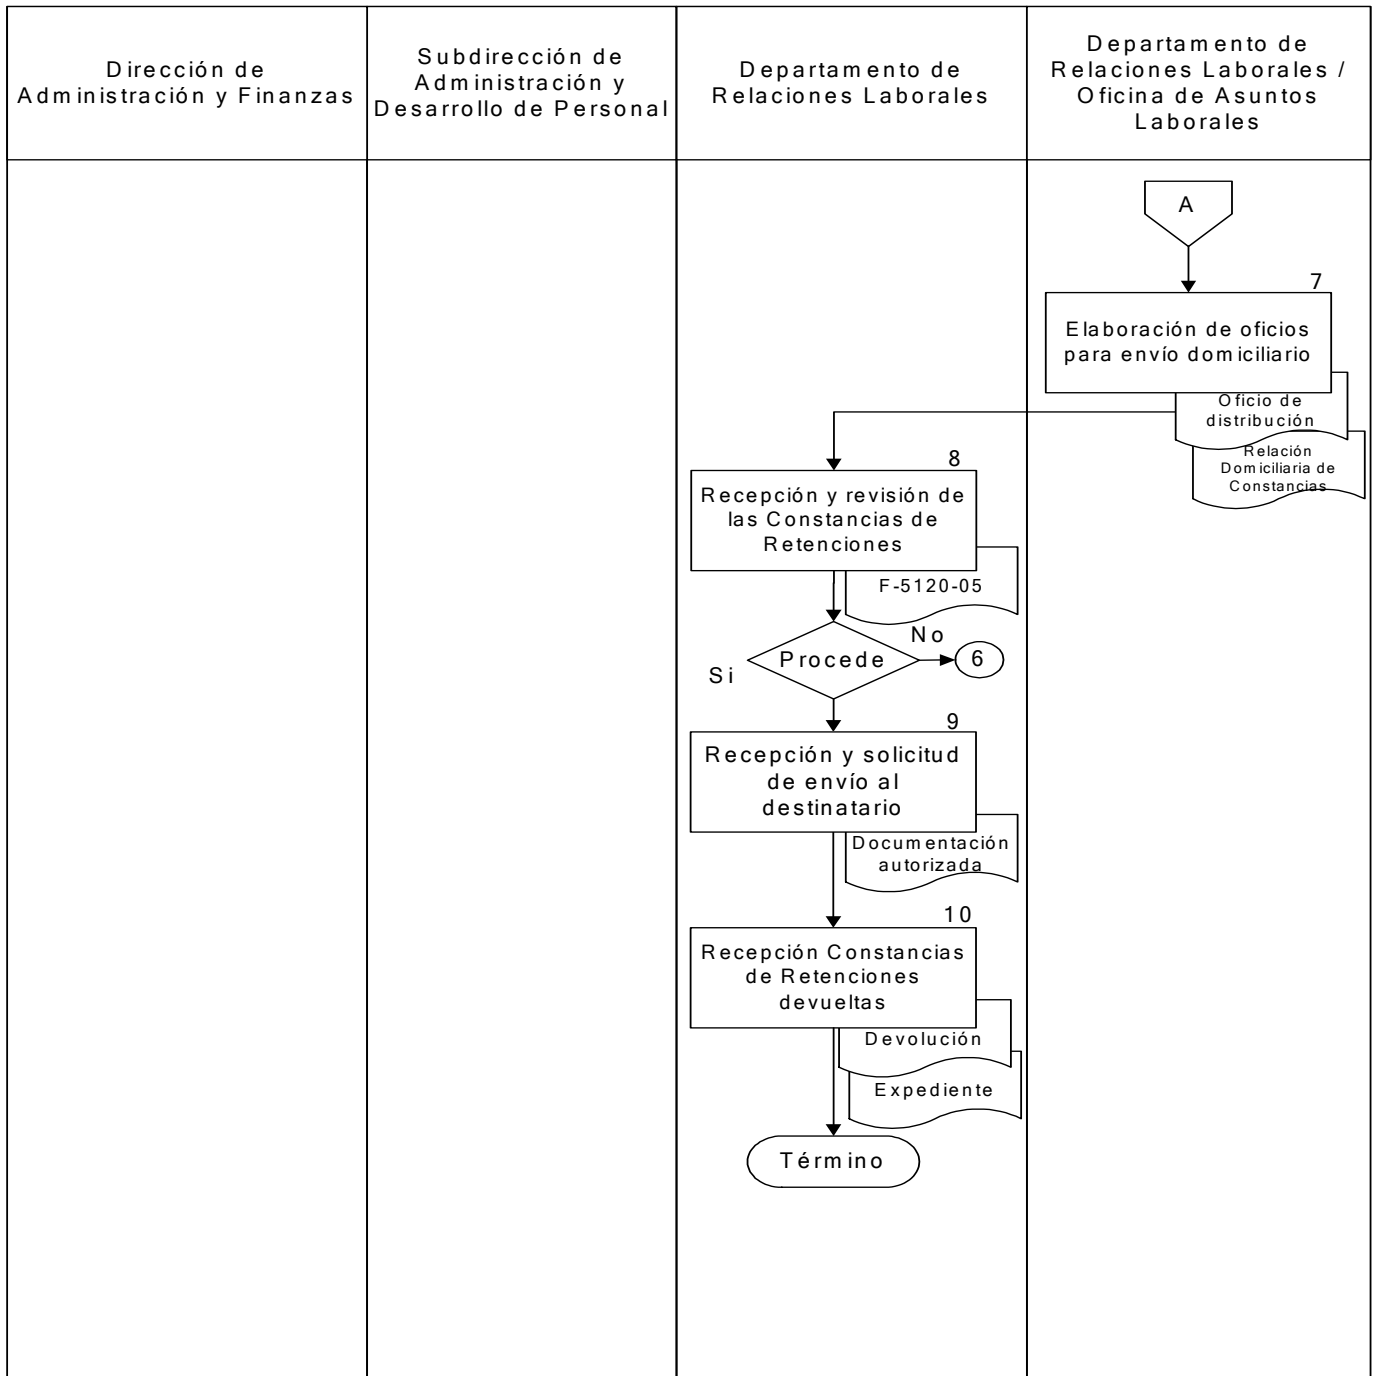 Dirección de
Administración y Finanzas
Subdirección de
Administración y
Desarrollo de Personal
Departamento de
Relaciones Laborales
Departamento de
Relaciones Laborales /
Oficina de Asuntos
Laborales
A
7
Elaboración de oficios
para envío domiciliario
Oficio de
distribución
Relación
Domiciliaria de
Constancias
8
Recepción y revisión de
las Constancias de
Retenciones
F-5120-05
Procede
No
6
Si
9
Recepción y solicitud
de envío al
destinatario
Documentación
autorizada
10
Recepción Constancias
de Retenciones
devueltas
Devolución
Expediente
Término